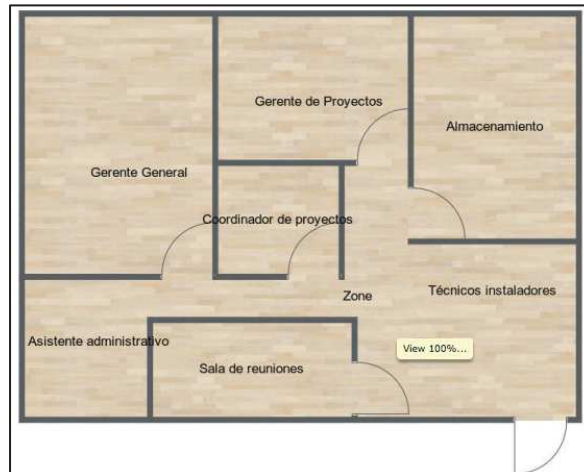 Gerente de Proyectos
Almacenamiento
Gerente General
Coordinador de proyectos
Zone
Técnicos instaladores
Asistente administrativo
View 100%...
Sala de reuniones